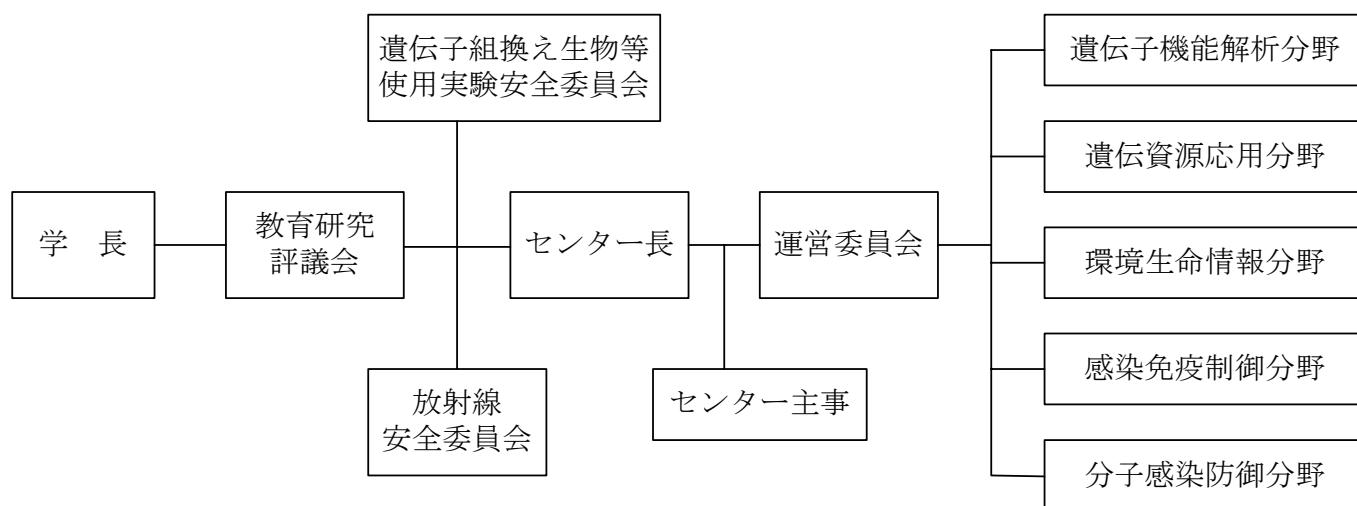 遺伝子組換え生物等
使用実験安全委員会
学　長
教育研究
評議会
センター長
運営委員会
放射線
安全委員会
センター主事
遺伝子機能解析分野
遺伝資源応用分野
環境生命情報分野
感染免疫制御分野
分子感染防御分野